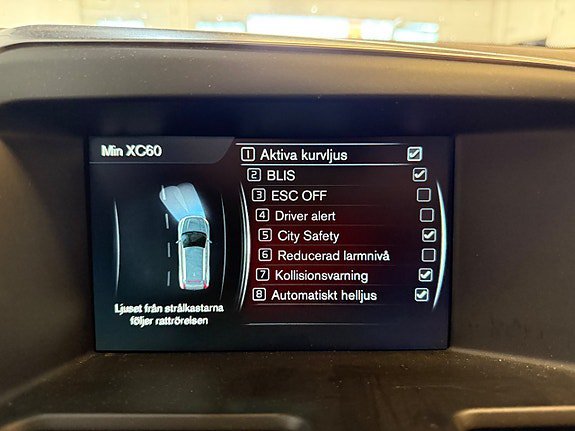 Min XC60
1 Aktiva kurvljus
2 BLIS
3 ESC OFF
4 Driver alert
5 City Safety
6 Reducerad larmnivå
7 Kollisionsvarning
8 Automatiskt helljus
Ljuset från strålkastarna
följer rattrörelsen